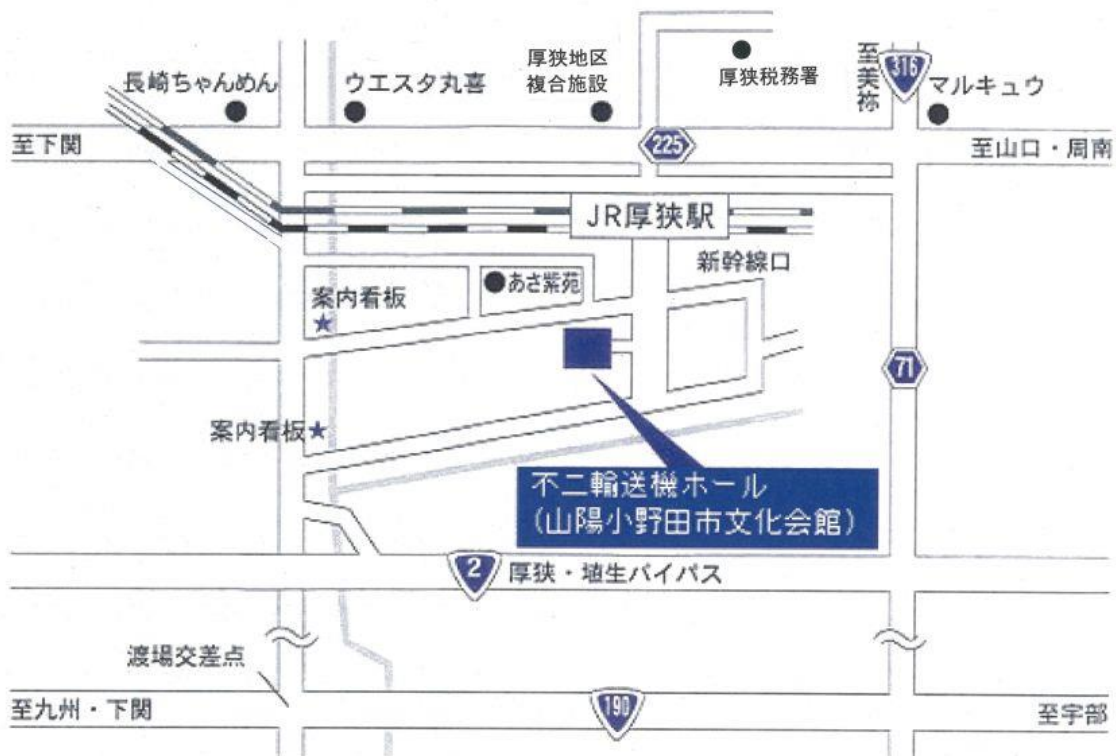 厚狭地区
複合施設
厚狭税務署
至美祢
316
長崎ちゃんめん
ウエスタ丸喜
マルキュウ
至下関
225
至山口・周南
JR厚狭駅
新幹線口
あさ紫苑
案内看板
71
案内看板
不二輸送機ホール
(山陽小野田市文化会館)
2
厚狭・埴生バイパス
渡場交差点
至九州・下関
190
至宇部